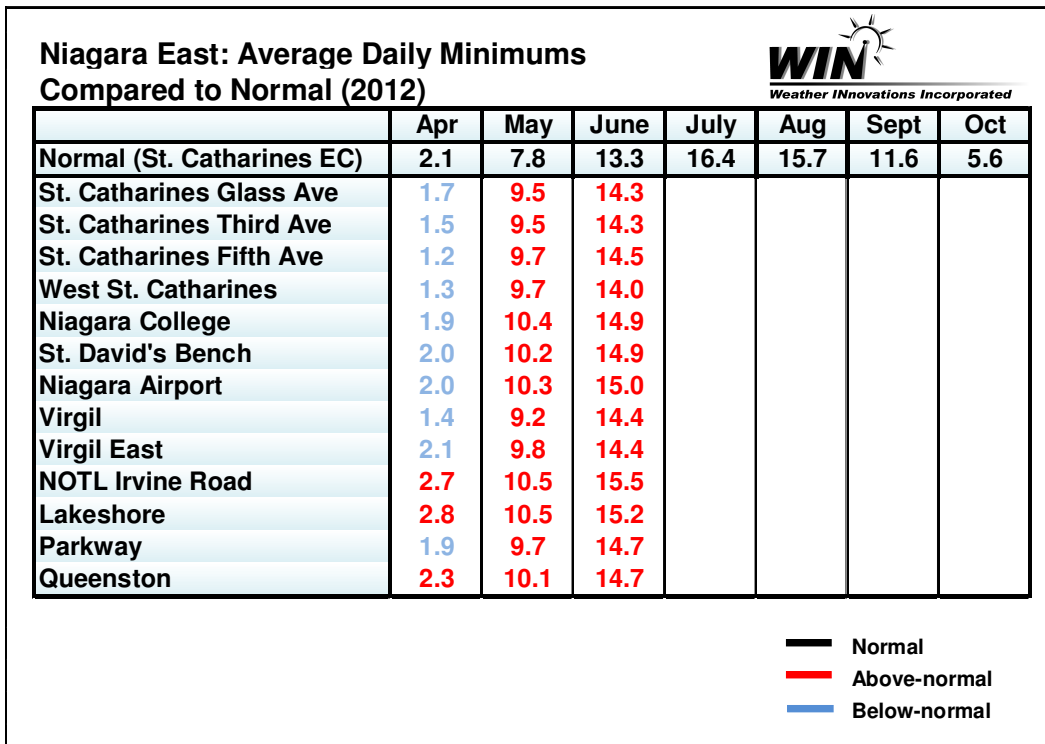 Niagara East: Average Daily Minimums
Compared to Normal (2012)
WIN
Weather INnovations Incorporated
Apr May June July Aug Sept Oct
Normal (St. Catharines EC) 2.1 7.8 13.3 16.4 15.7 11.6 5.6
St. Catharines Glass Ave 1.7 9.5 14.3
St. Catharines Third Ave 1.5 9.5 14.3
St. Catharines Fifth Ave 1.2 9.7 14.5
West St. Catharines 1.3 9.7 14.0
Niagara College 1.9 10.4 14.9
St. David's Bench 2.0 10.2 14.9
Niagara Airport 2.0 10.3 15.0
Virgil 1.4 9.2 14.4
Virgil East 2.1 9.8 14.4
NOTL Irvine Road 2.7 10.5 15.5
Lakeshore 2.8 10.5 15.2
Parkway 1.9 9.7 14.7
Queenston 2.3 10.1 14.7
Normal
Above-normal
Below-normal